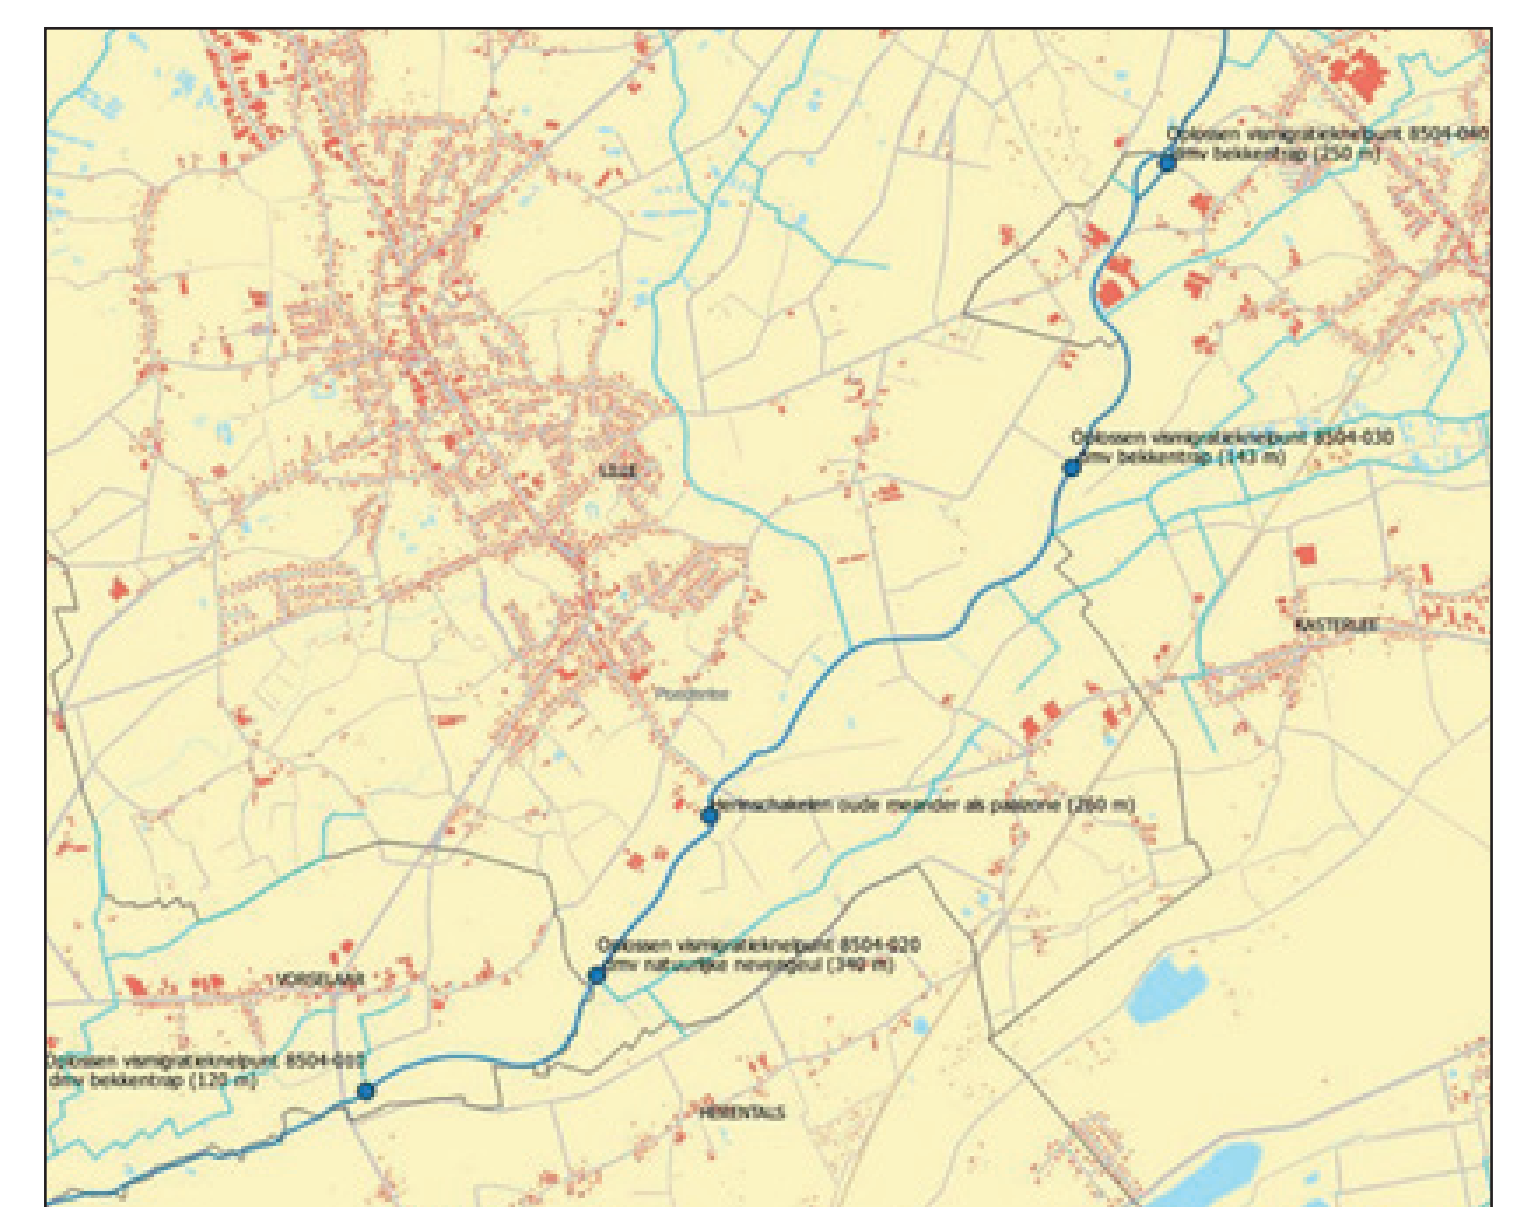 Oplossen vismigratieknelpunt 8504-040
dmv bekkentrap (250 m)
Oplossen vismigratieknelpunt 8504-030
dmv bekkentrap (143 m)
LILLE
KASTERLEE
Poederlee
Herinschakelen oude meander als paaizone (260 m)
Oplossen vismigratieknelpunt 8504-020
dmv natuurlijke nevengeul (340 m)
VORSELAAR
Oplossen vismigratieknelpunt 8504-010
dmv bekkentrap (120 m)
HERENTALS